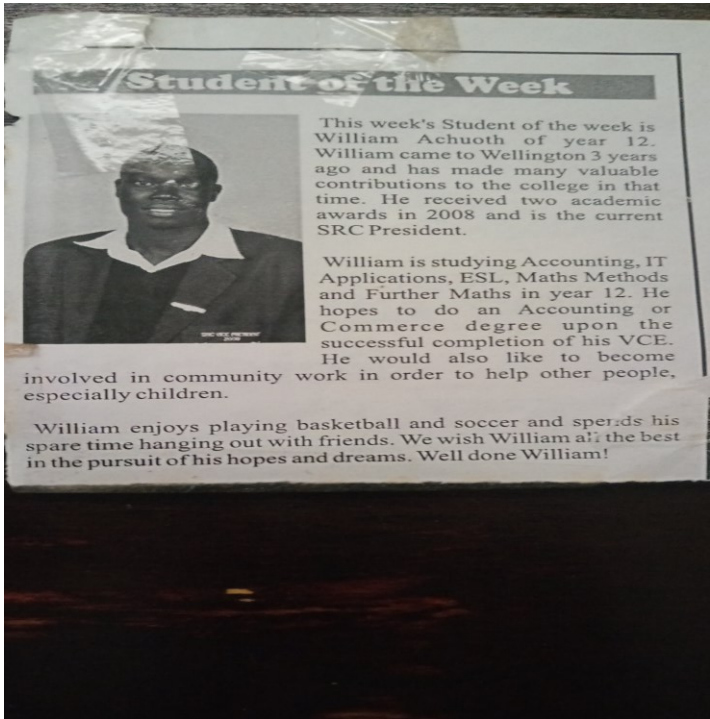 Student of the Week
This week's Student of the week is
William Achuoth of year 12.
William came to Wellington 3 years
ago and has made many valuable
contributions to the college in that
time. He received two academic
awards in 2008 and is the current
SRC President.
William is studying Accounting, IT
Applications, ESL, Maths Methods
and Further Maths in year 12. He
hopes to do an Accounting or
Commerce degree upon the
successful completion of his VCE.
He would also like to become
involved in community work in order to help other people,
especially children.
William enjoys playing basketball and soccer and spends his
spare time hanging out with friends. We wish William all the best
in the pursuit of his hopes and dreams. Well done William!